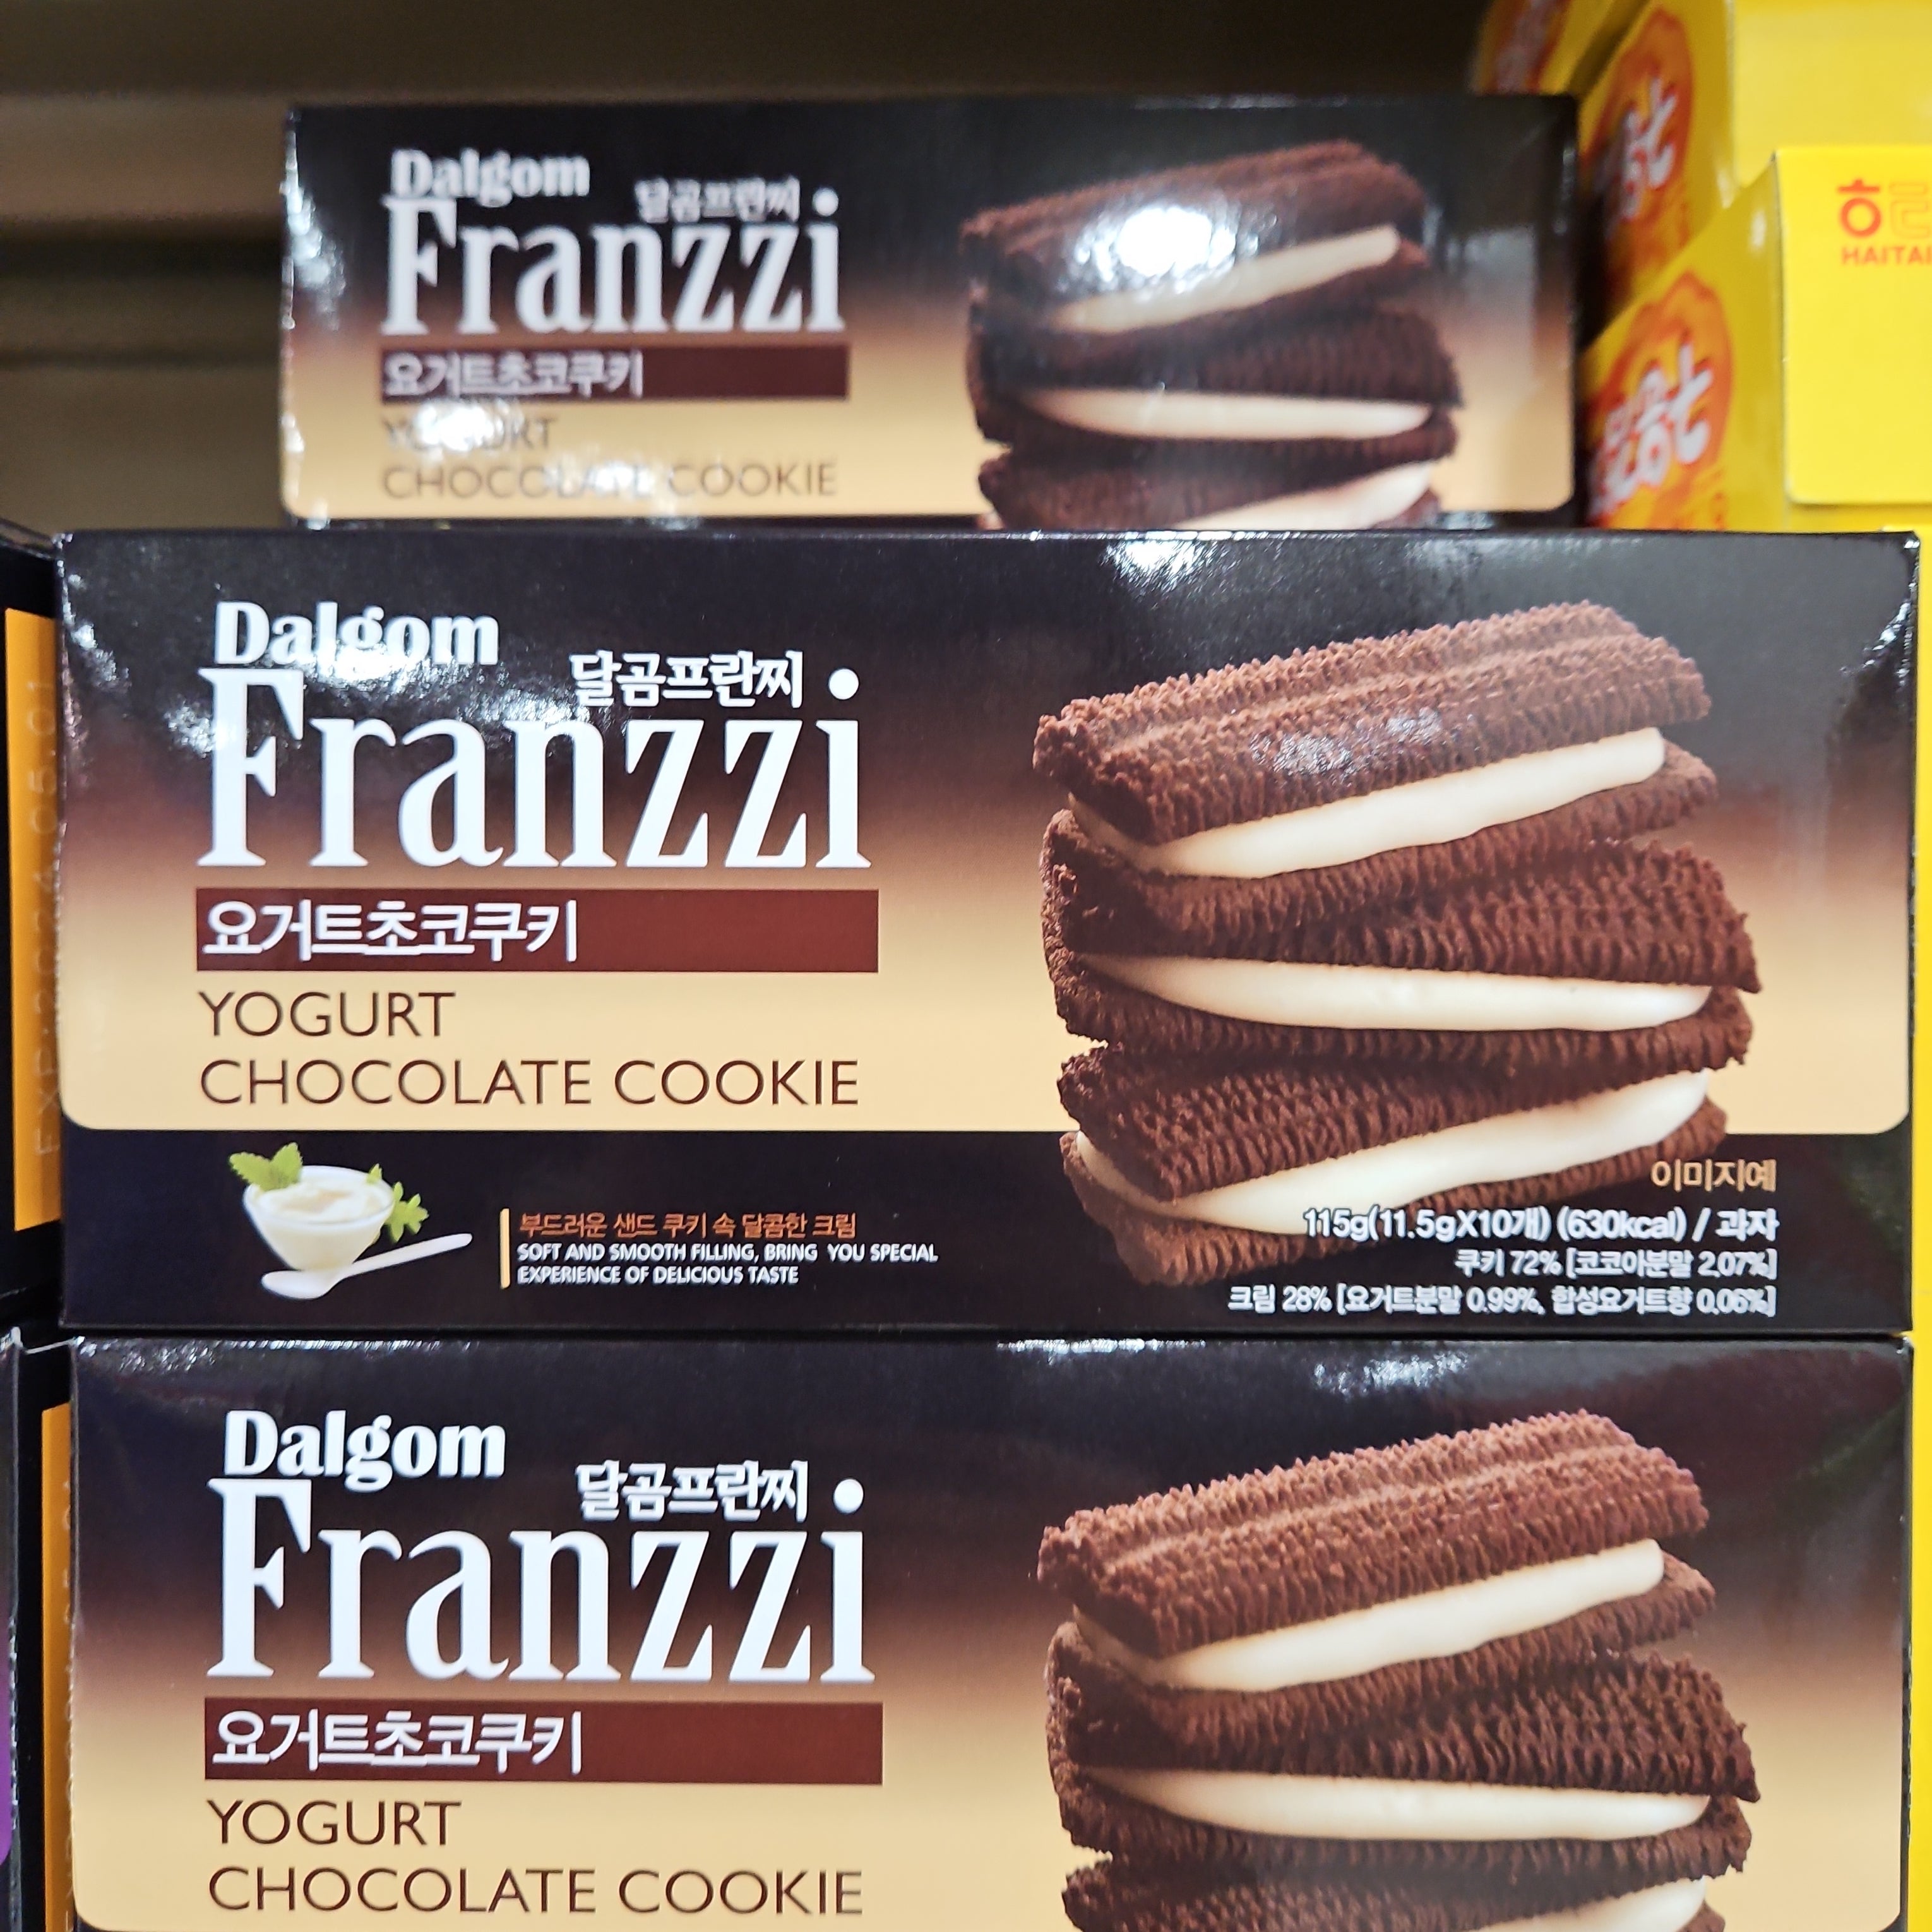 Dalgom
달곰프란찌
Franzzi
요거트초코쿠키
YOGURT
CHOCOLATE COOKIE
해
HAITAI
Dalgom
달곰프란찌
Franzzi
요거트초코쿠키
YOGURT
CHOCOLATE COOKIE
부드러운 샌드 쿠키 속 달콤한 크림
SOFT AND SMOOTH FILLING, BRING YOU SPECIAL
EXPERIENCE OF DELICIOUS TASTE
이미지예
115g(11.5gX10개) (630kcal) / 과자
쿠키 72% [코코아분말 2.07%]
크림 28% [요거트분말 0.99%, 합성요거트향 0.06%]
Dalgom
달곰프란찌
Franzzi
요거트초코쿠키
YOGURT
CHOCOLATE COOKIE